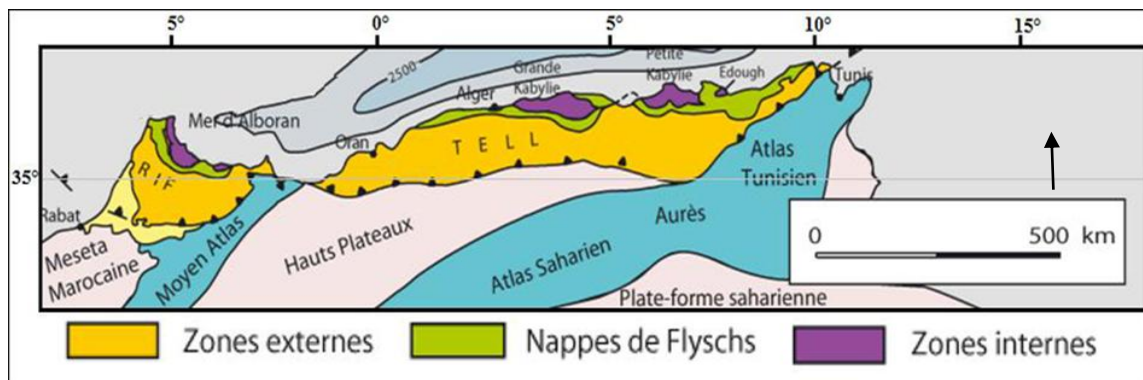 5° 0° 5° 10° 15°
2500
Grande
Kabylie
Petite
Kabylie
Edough
Tunis
Alger
Mer d'Alboran
Oran
TELL
Atlas
Tunisien
RIF
35°
Rabat
Aurès
0 500 km
Meseta
Marocaine
Moyen Atlas
Hauts Plateaux
Atlas Saharien
Plate-forme saharienne
Zones externes Nappes de Flyschs Zones internes